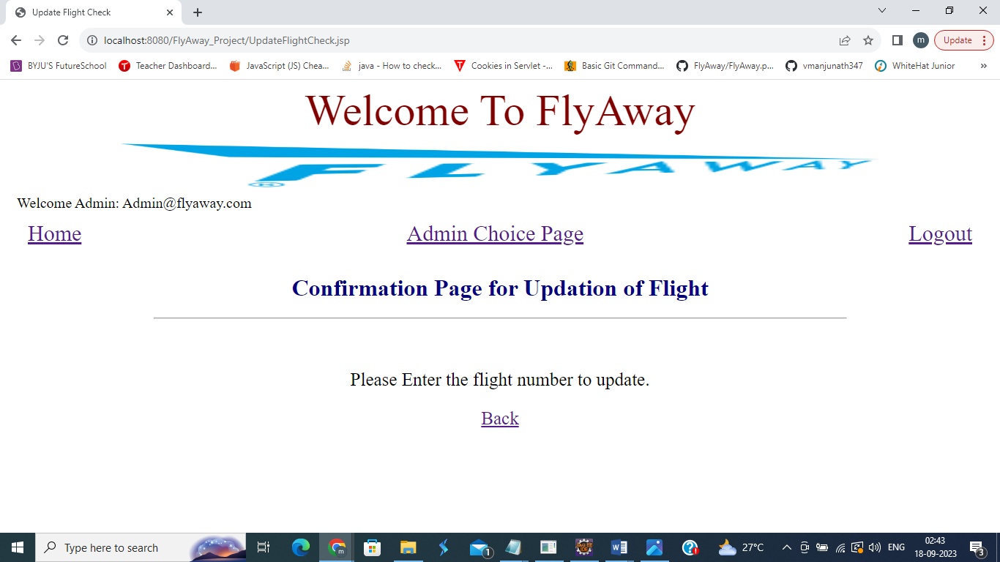 Update Flight Check
localhost:8080/FlyAway_Project/UpdateFlightCheck.jsp
m
Update
BYJU'S FutureSchool
Teacher Dashboard...
JavaScript (JS) Chea...
java - How to check...
Cookies in Servlet -...
Basic Git Command...
FlyAway/FlyAway.p...
vmanjunath347
WhiteHat Junior
»
Welcome To FlyAway
FLYAWAY
®
Welcome Admin: Admin@flyaway.com
Home
Admin Choice Page
Logout
Confirmation Page for Updation of Flight
Please Enter the flight number to update.
Back
Type here to search
1
27°C
ENG
02:43
18-09-2023
3